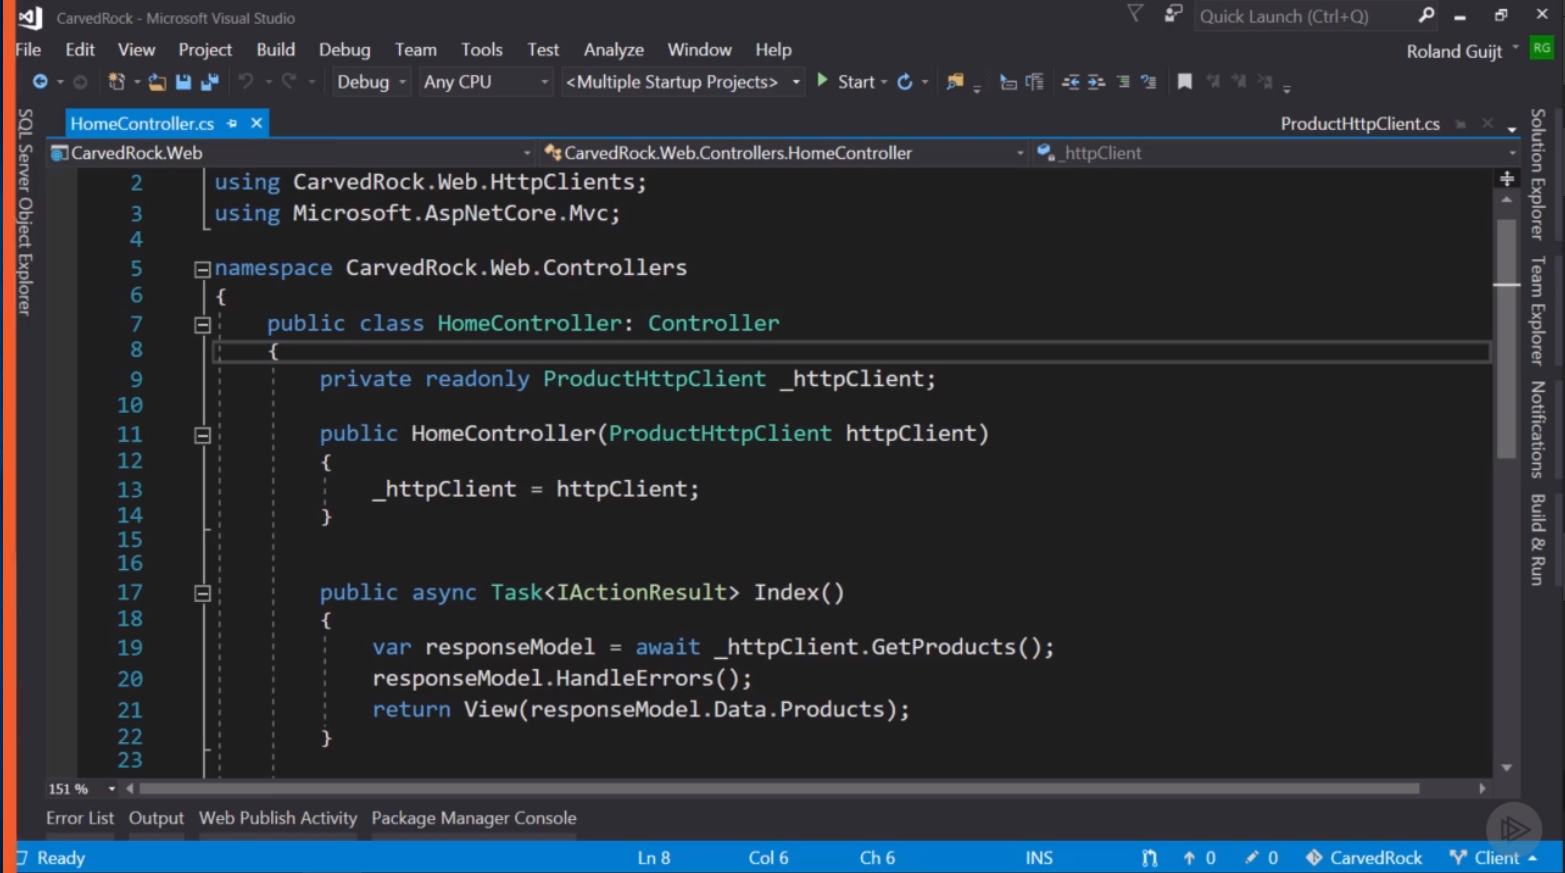 CarvedRock - Microsoft Visual Studio
Quick Launch (Ctrl+Q)
File Edit View Project Build Debug Team Tools Test Analyze Window Help
Roland Guijt RG
Debug Any CPU <Multiple Startup Projects> Start
HomeController.cs
ProductHttpClient.cs
CarvedRock.Web
CarvedRock.Web.Controllers.HomeController
_httpClient
2 using CarvedRock.Web.HttpClients;
3 using Microsoft.AspNetCore.Mvc;
4
5 namespace CarvedRock.Web.Controllers
6 {
7 public class HomeController: Controller
8 {
9 private readonly ProductHttpClient _httpClient;
10
11 public HomeController(ProductHttpClient httpClient)
12 {
13 _httpClient = httpClient;
14 }
15
16
17 public async Task<IActionResult> Index()
18 {
19 var responseModel = await _httpClient.GetProducts();
20 responseModel.HandleErrors();
21 return View(responseModel.Data.Products);
22 }
23
SQL Server Object Explorer
Solution Explorer
Team Explorer
Notifications
Build & Run
151 %
Error List Output Web Publish Activity Package Manager Console
Ready Ln 8 Col 6 Ch 6 INS 0 0 CarvedRock Client